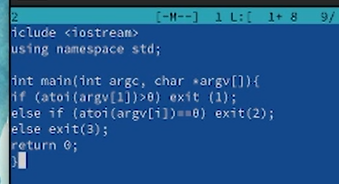 2 [-M--] 1 L:[ 1+ 8 9/
iclude <iostream>
using namespace std;
int main(int argc, char *argv[]){
if (atoi(argv[1])>0) exit (1);
else if (atoi(argv[i])==0) exit(2);
else exit(3);
return 0;
}